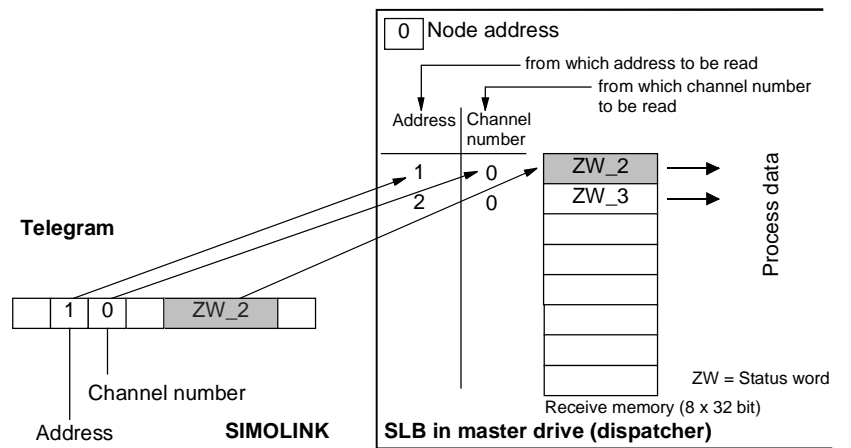 0 Node address
from which address to be read
from which channel number
to be read
Address Channel
number
1 0 ZW_2
2 0 ZW_3
Process data
Telegram
1 0 ZW_2
Channel number
Address
SIMOLINK
ZW = Status word
Receive memory (8 x 32 bit)
SLB in master drive (dispatcher)